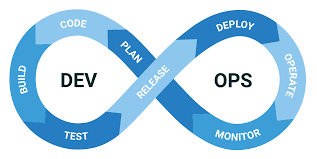 CODE
PLAN
BUILD
DEV
TEST
RELEASE
DEPLOY
OPERATE
OPS
MONITOR